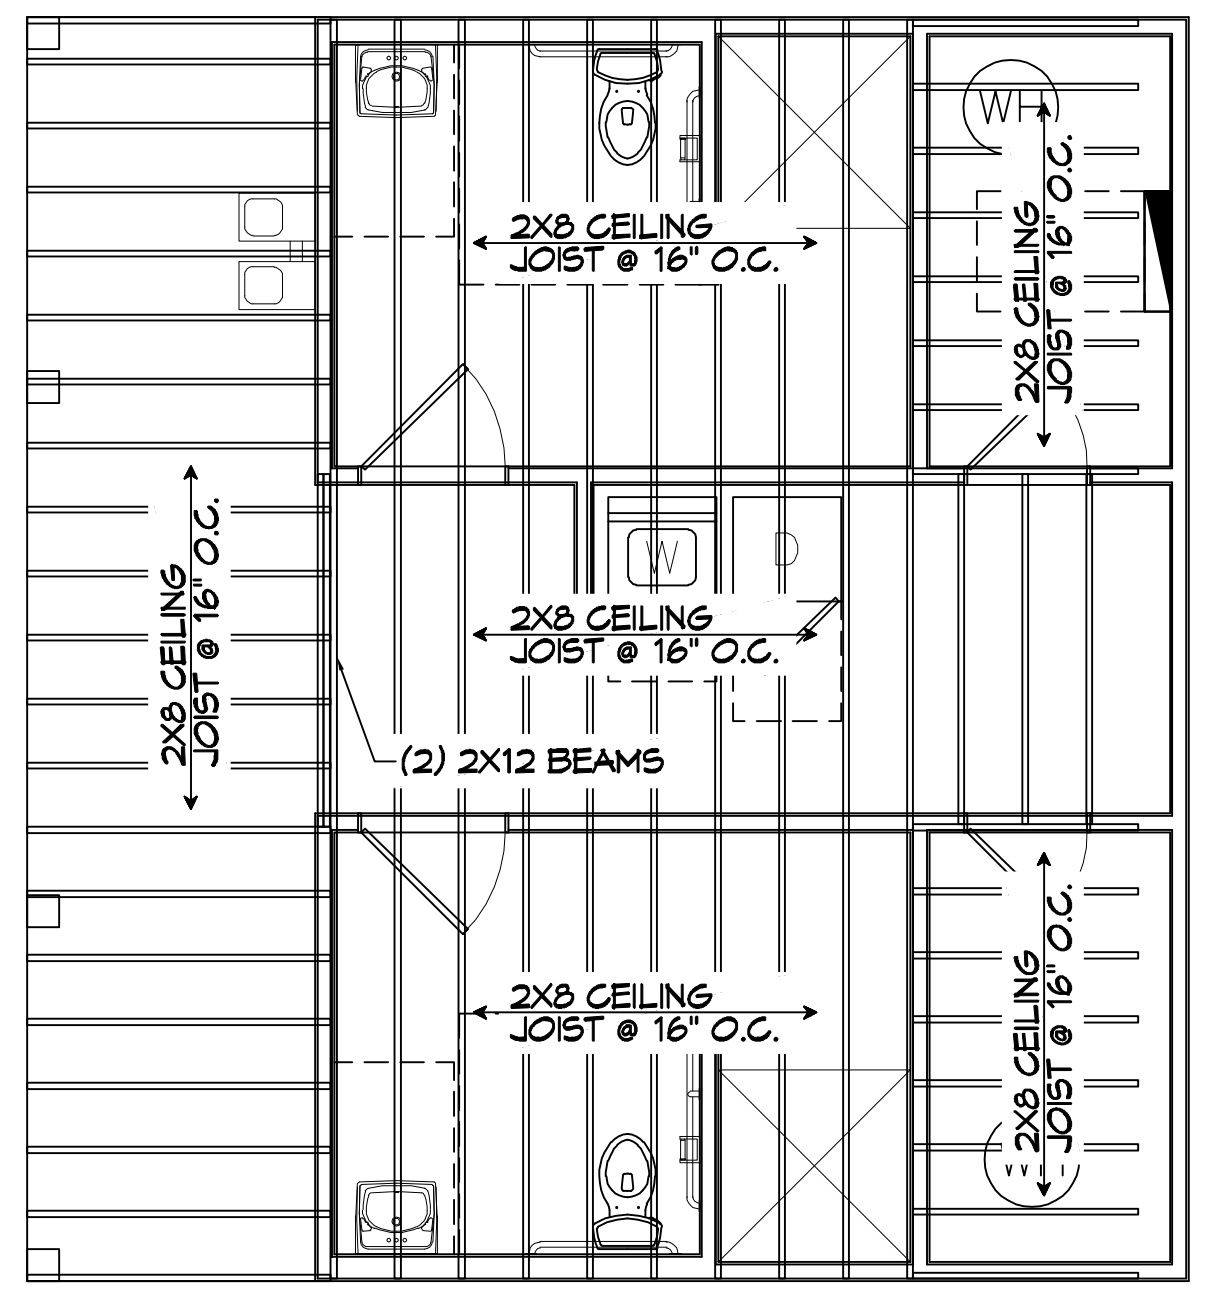 WH
2X8 CEILING
JOIST @ 16" O.C.
2X8 CEILING
JOIST @ 16" O.C.
2X8 CEILING
JOIST @ 16" O.C.
W
D
2X8 CEILING
JOIST @ 16" O.C.
(2) 2X12 BEAMS
2X8 CEILING
JOIST @ 16" O.C.
2X8 CEILING
JOIST @ 16" O.C.